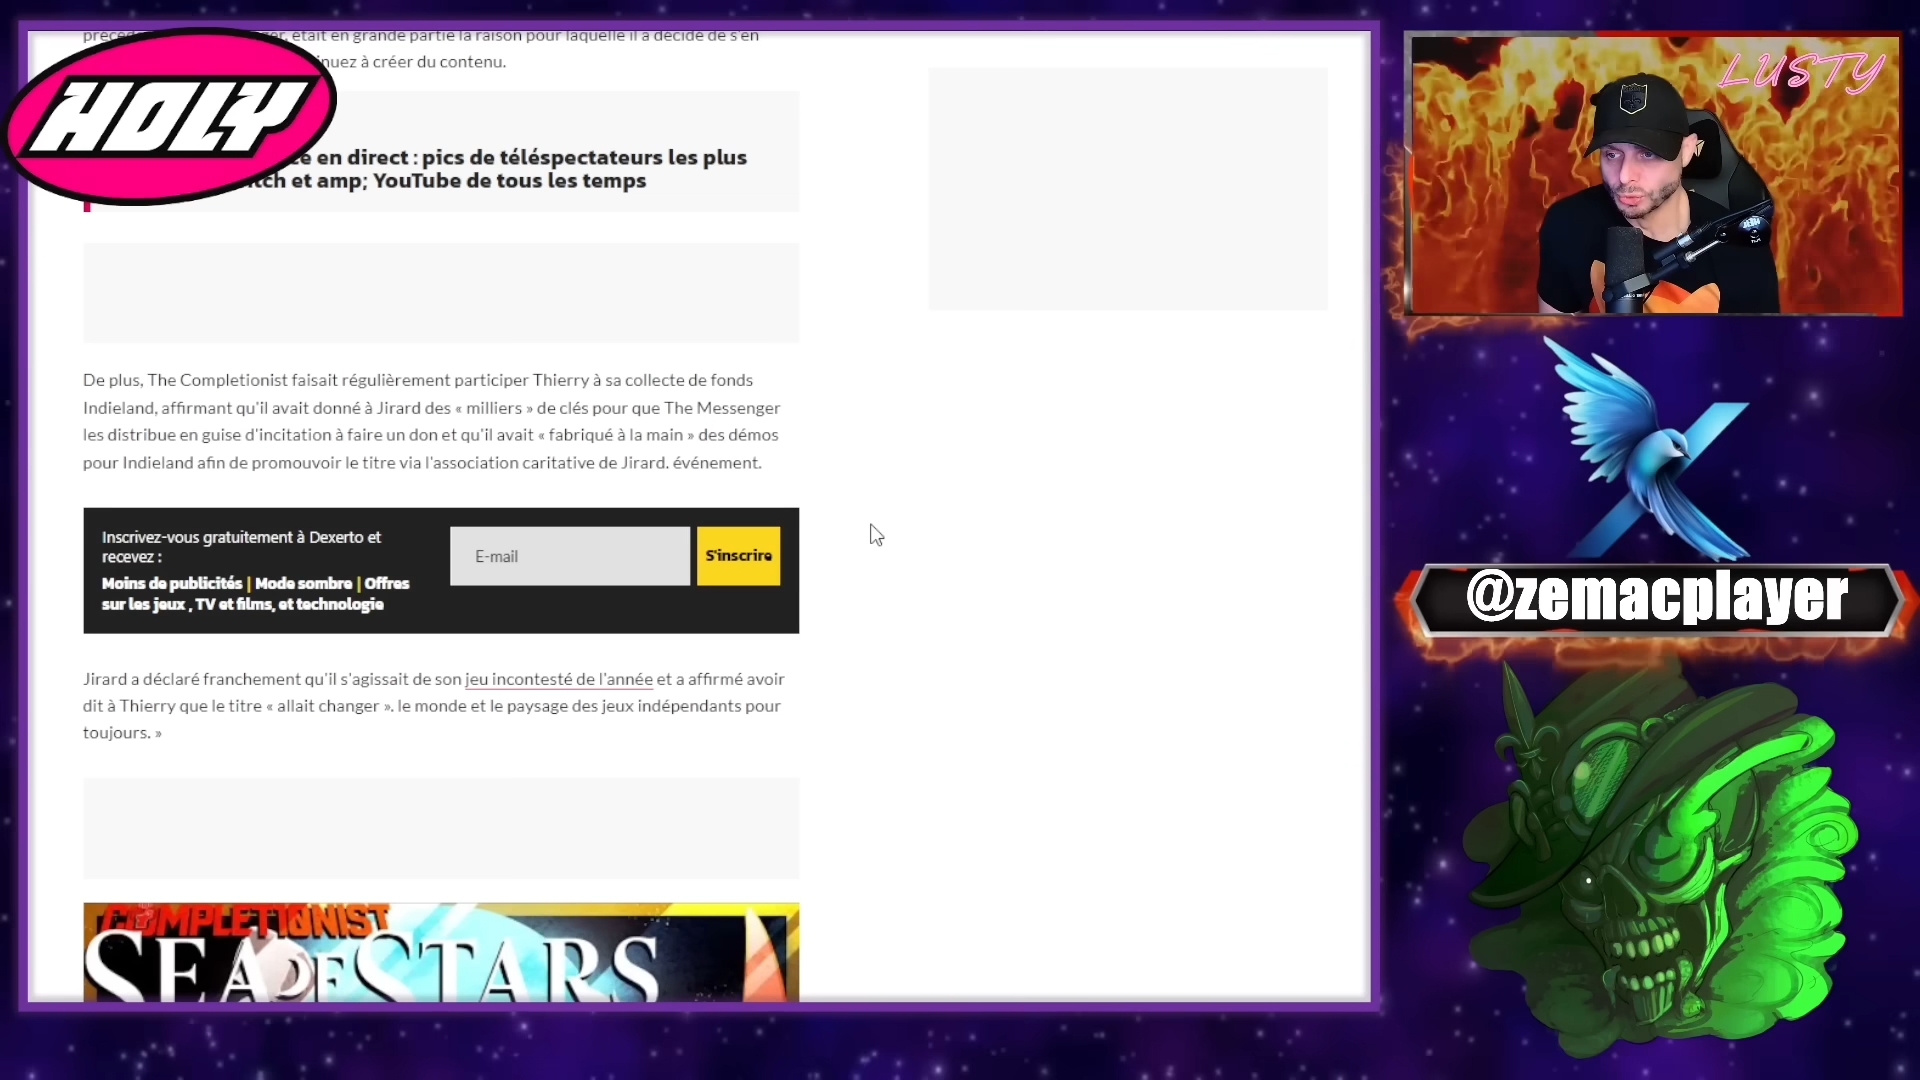 était en grande partie la raison pour laquelle il a décidé de s'en
nuez à créer du contenu.
HOLY
en direct : pics de téléspectateurs les plus
et amp; YouTube de tous les temps
De plus, The Completionist faisait régulièrement participer Thierry à sa collecte de fonds
Indieland, affirmant qu'il avait donné à Jirard des « milliers » de clés pour que The Messenger
les distribue en guise d'incitation à faire un don et qu'il avait « fabriqué à la main » des démos
pour Indieland afin de promouvoir le titre via l'association caritative de Jirard. événement.
Inscrivez-vous gratuitement à Dexerto et
recevez :
Moins de publicités | Mode sombre | Offres
sur les jeux , TV et films, et technologie
E-mail
S'inscrire
Jirard a déclaré franchement qu'il s'agissait de son jeu incontesté de l'année et a affirmé avoir
dit à Thierry que le titre « allait changer ». le monde et le paysage des jeux indépendants pour
toujours. »
COMPLETIONIST
SEA OF STARS
LUSTY
@zemacplayer